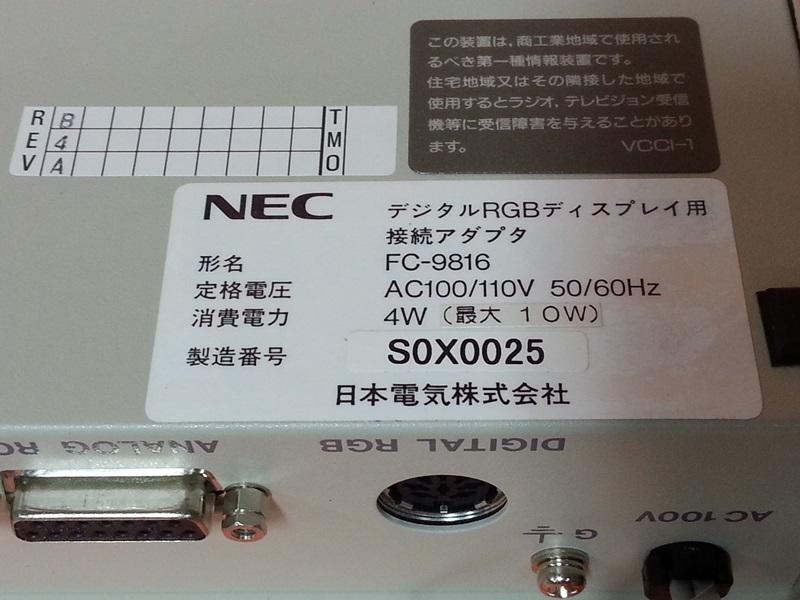 この装置は、商工業地域で使用され
るべき第一種情報装置です。
住宅地域又はその隣接した地域で
使用するとラジオ、テレビジョン受信
機等に受信障害を与えることがあり
ます。 VCCI-1
R B T
E 4 M
V A O
NEC デジタルRGBディスプレイ用
接続アダプタ
形名 FC-9816
定格電圧 AC100/110V 50/60Hz
消費電力 4W (最大 10W)
製造番号 S0X0025
日本電気株式会社
ANALOG RG DIGITAL RGB
G AC100V